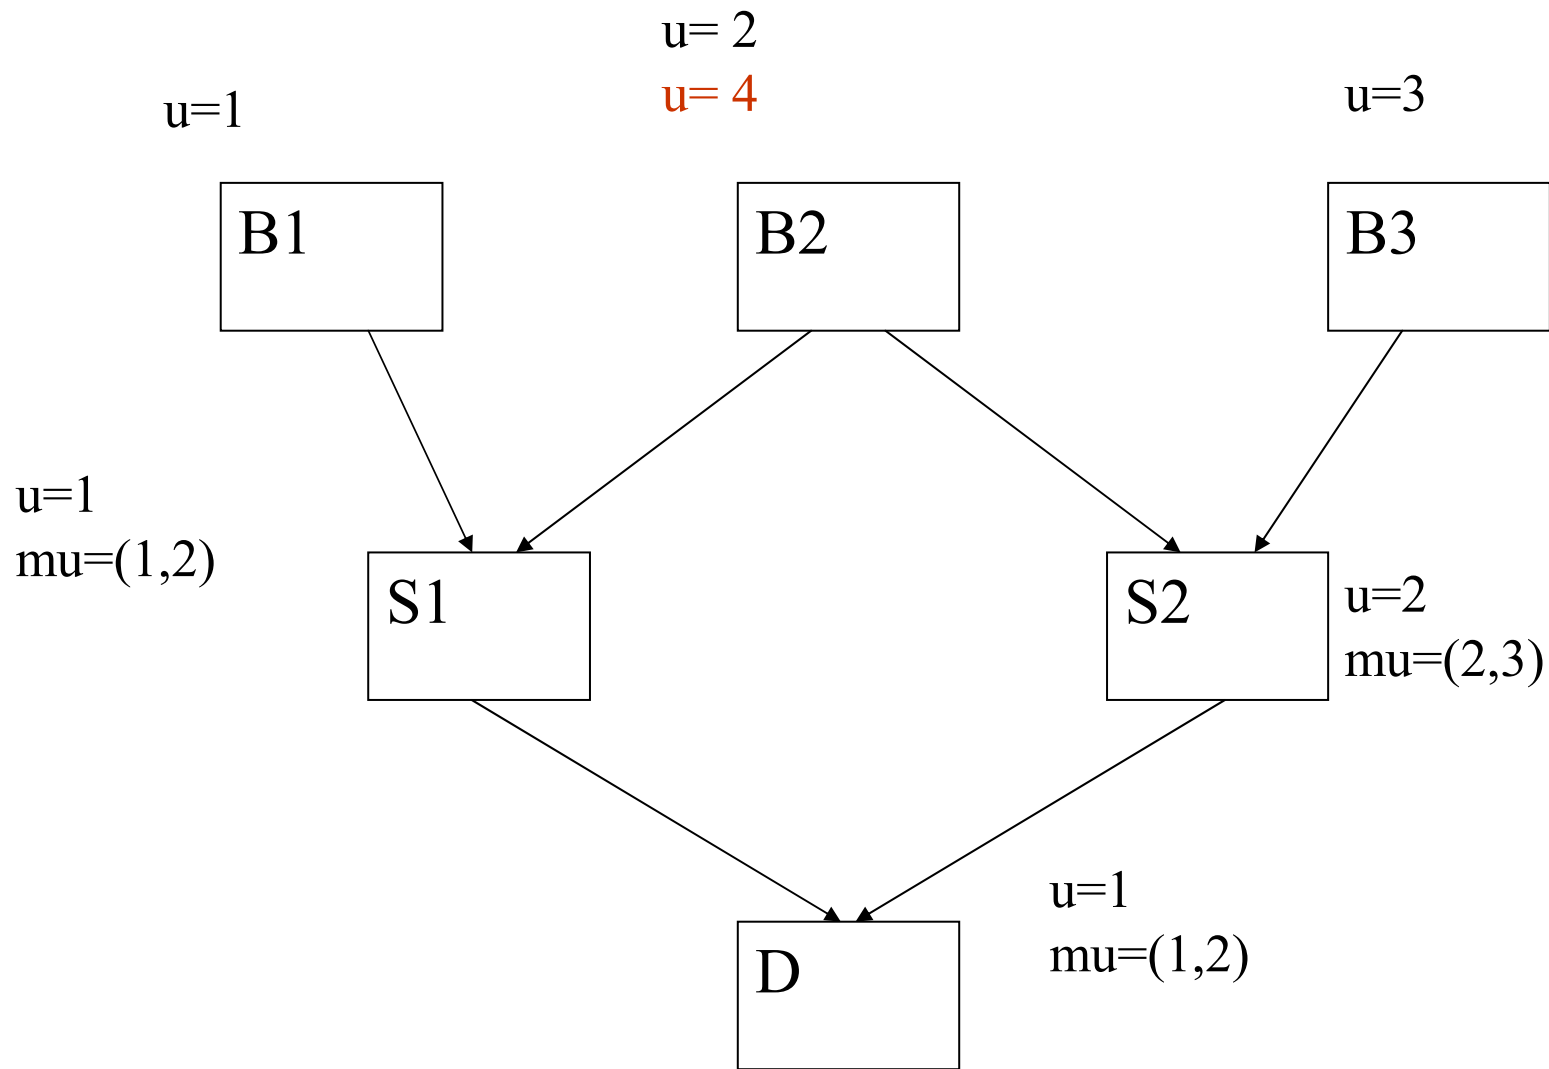 u= 2
u= 4
u=1
u=3
B1
B2
B3
u=1
mu=(1,2)
S1
S2
u=2
mu=(2,3)
u=1
mu=(1,2)
D